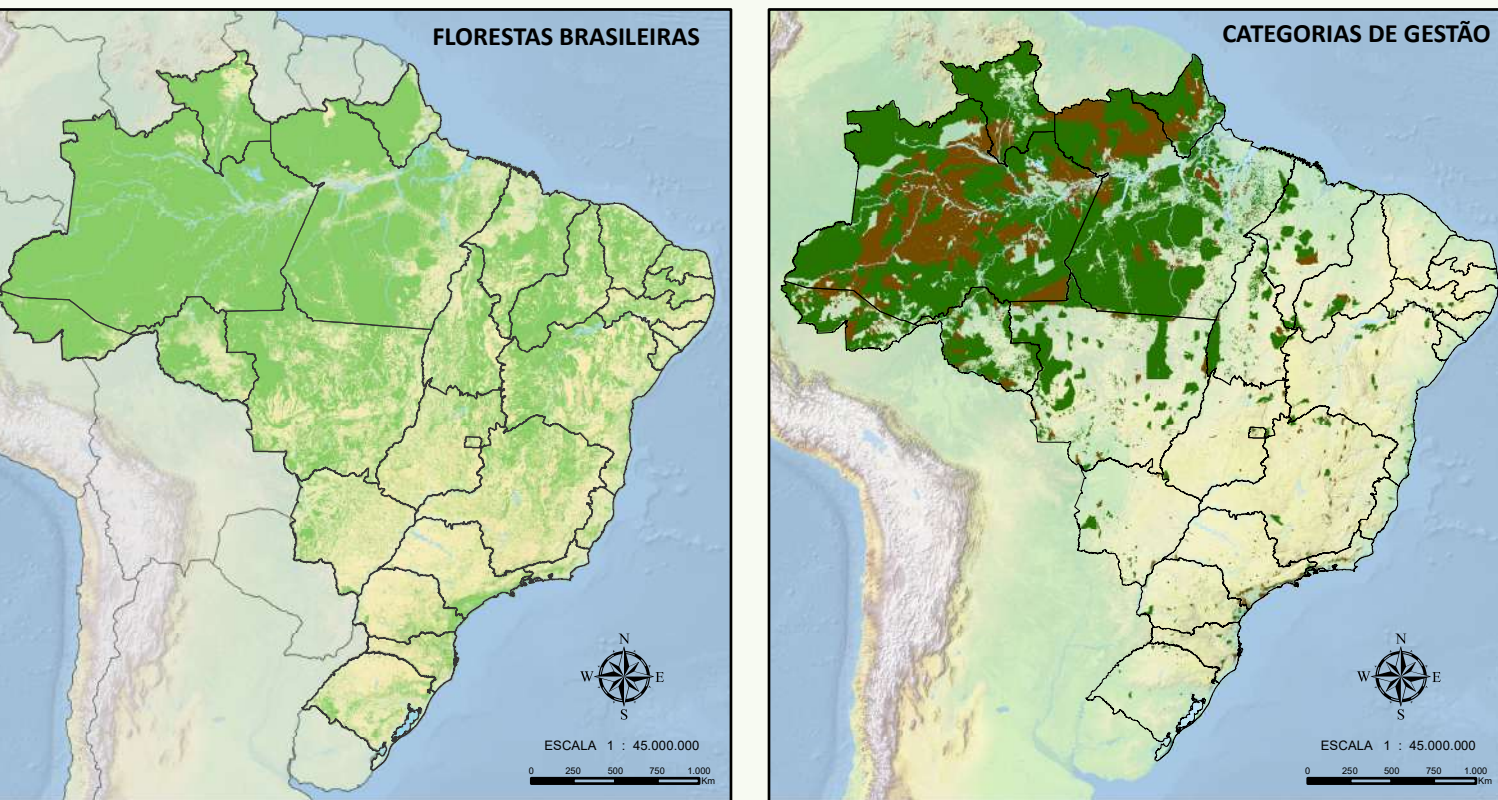 FLORESTAS BRASILEIRAS
N
W
E
S
ESCALA 1 : 45.000.000
0 250 500 750 1.000
Km
CATEGORIAS DE GESTÃO
N
W
E
S
ESCALA 1 : 45.000.000
0 250 500 750 1.000
Km